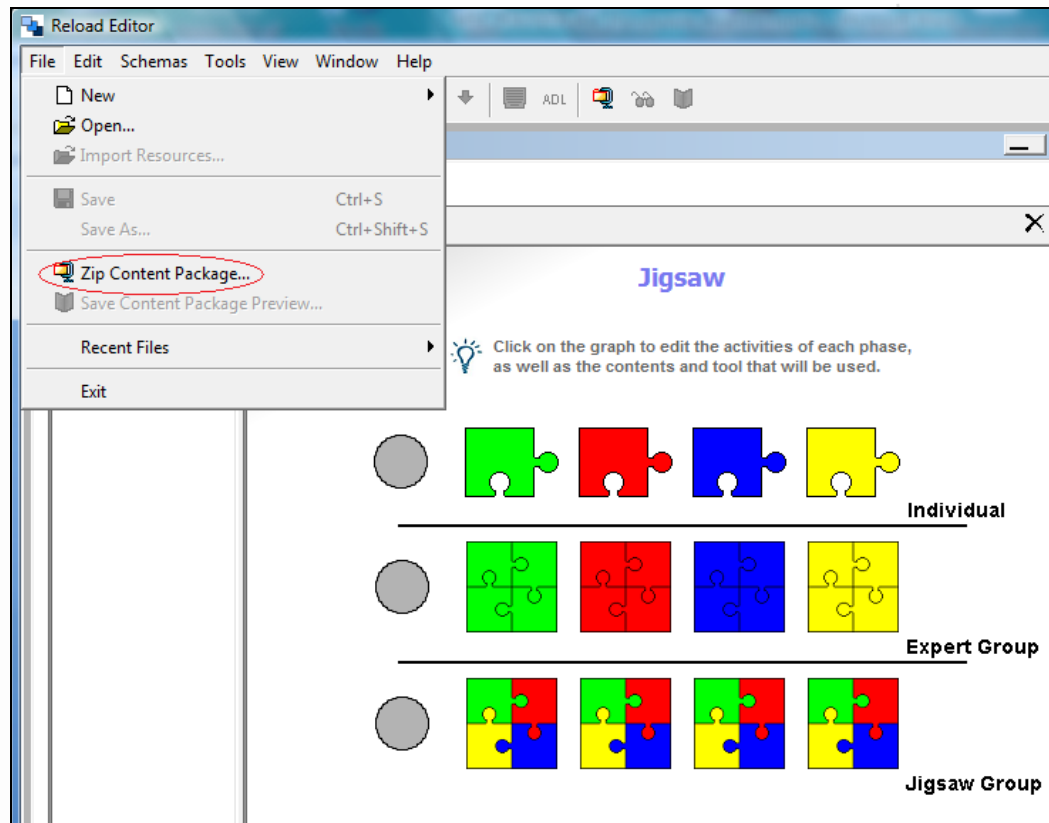 Reload Editor
File Edit Schemas Tools View Window Help
New
ADL
Open...
Import Resources...
Save Ctrl+S
Save As... Ctrl+Shift+S
Zip Content Package...
Save Content Package Preview...
Recent Files
Exit
Jigsaw
Click on the graph to edit the activities of each phase,
as well as the contents and tool that will be used.
Individual
Expert Group
Jigsaw Group